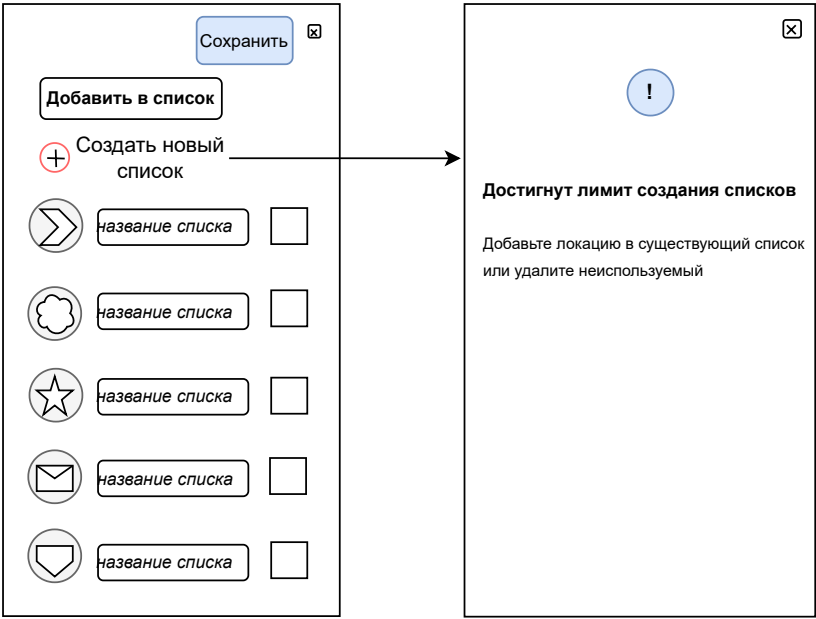 Сохранить
Добавить в список
Создать новый
список
название списка
название списка
название списка
название списка
название списка
!
Достигнут лимит создания списков
Добавьте локацию в существующий список
или удалите неиспользуемый